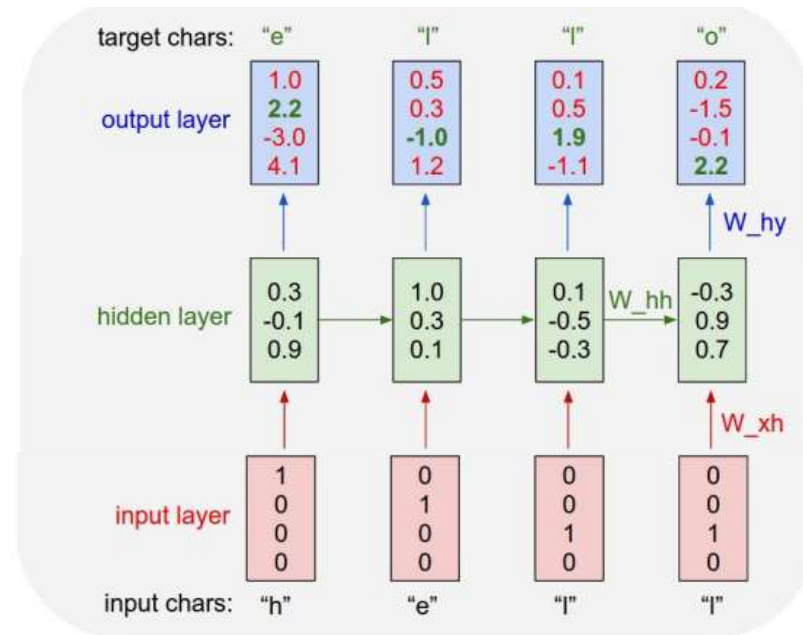 target chars: “e” “l” “l” “o”
output layer
1.0 0.5 0.1 0.2
2.2 0.3 0.5 -1.5
-3.0 -1.0 1.9 -0.1
4.1 1.2 -1.1 2.2
W_hy
hidden layer
0.3 1.0 0.1 -0.3
-0.1 0.3 -0.5 0.9
0.9 0.1 -0.3 0.7
W_hh
W_xh
input layer
1 0 0 0
0 1 0 0
0 0 1 1
0 0 0 0
input chars: “h” “e” “l” “l”